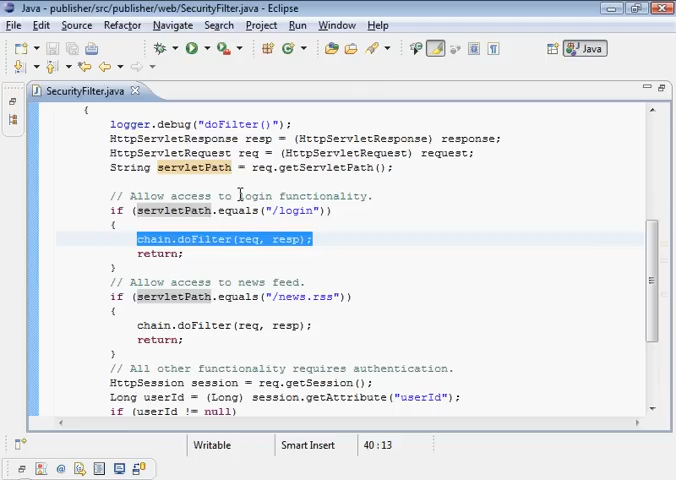 Java - publisher/src/publisher/web/SecurityFilter.java - Eclipse
File Edit Source Refactor Navigate Search Project Run Window Help
Java
SecurityFilter.java
{
logger.debug("doFilter()");
HttpServletResponse resp = (HttpServletResponse) response;
HttpServletRequest req = (HttpServletRequest) request;
String servletPath = req.getServletPath();
// Allow access to login functionality.
if (servletPath.equals("/login"))
{
chain.doFilter(req, resp);
return;
}
// Allow access to news feed.
if (servletPath.equals("/news.rss"))
{
chain.doFilter(req, resp);
return;
}
// All other functionality requires authentication.
HttpSession session = req.getSession();
Long userId = (Long) session.getAttribute("userId");
if (userId != null)
Writable Smart Insert 40 : 13